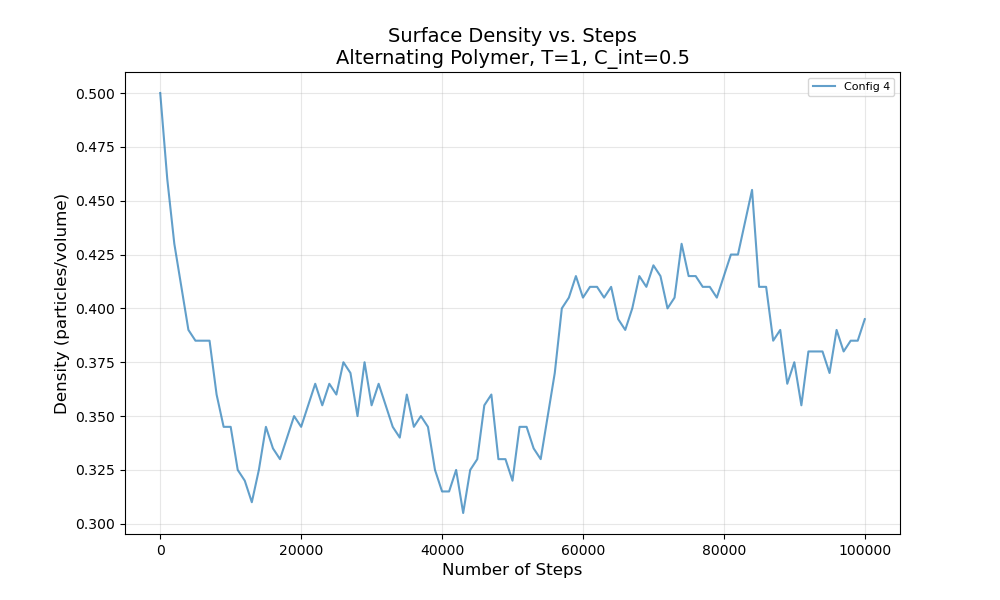 Surface Density vs. Steps
Alternating Polymer, T=1, C_int=0.5
Config 4
Density (particles/volume)
0.500
0.475
0.450
0.425
0.400
0.375
0.350
0.325
0.300
0 20000 40000 60000 80000 100000
Number of Steps